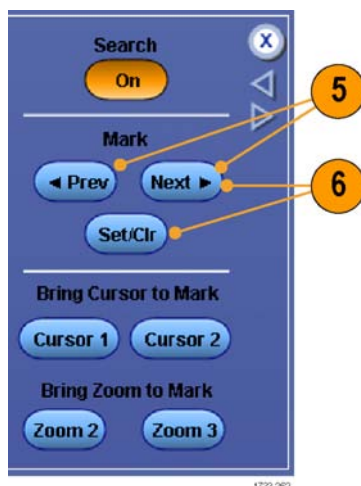 Search
X
On
5
Mark
◄ Prev Next ►
6
Set/Clr
Bring Cursor to Mark
Cursor 1 Cursor 2
Bring Zoom to Mark
Zoom 2 Zoom 3